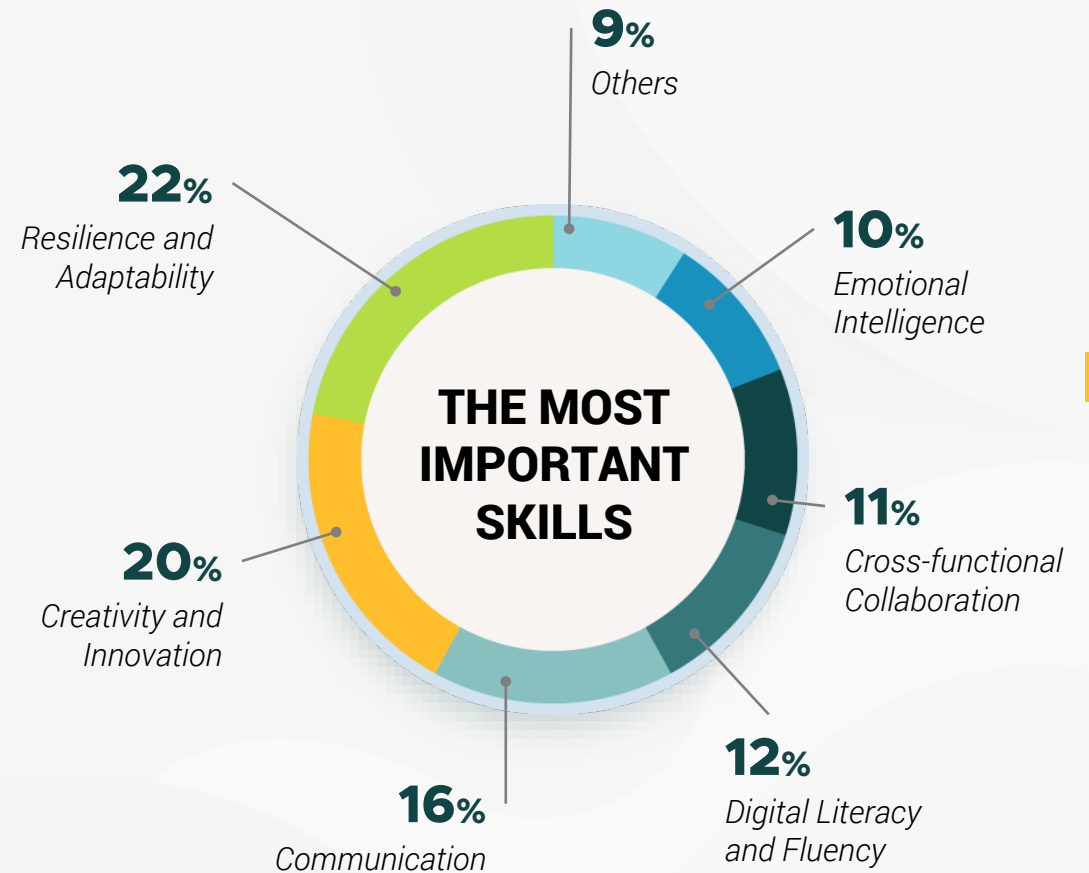 9%
Others
22%
Resilience and
Adaptability
10%
Emotional
Intelligence
THE MOST
IMPORTANT
SKILLS
11%
Cross-functional
Collaboration
20%
Creativity and
Innovation
12%
Digital Literacy
and Fluency
16%
Communication